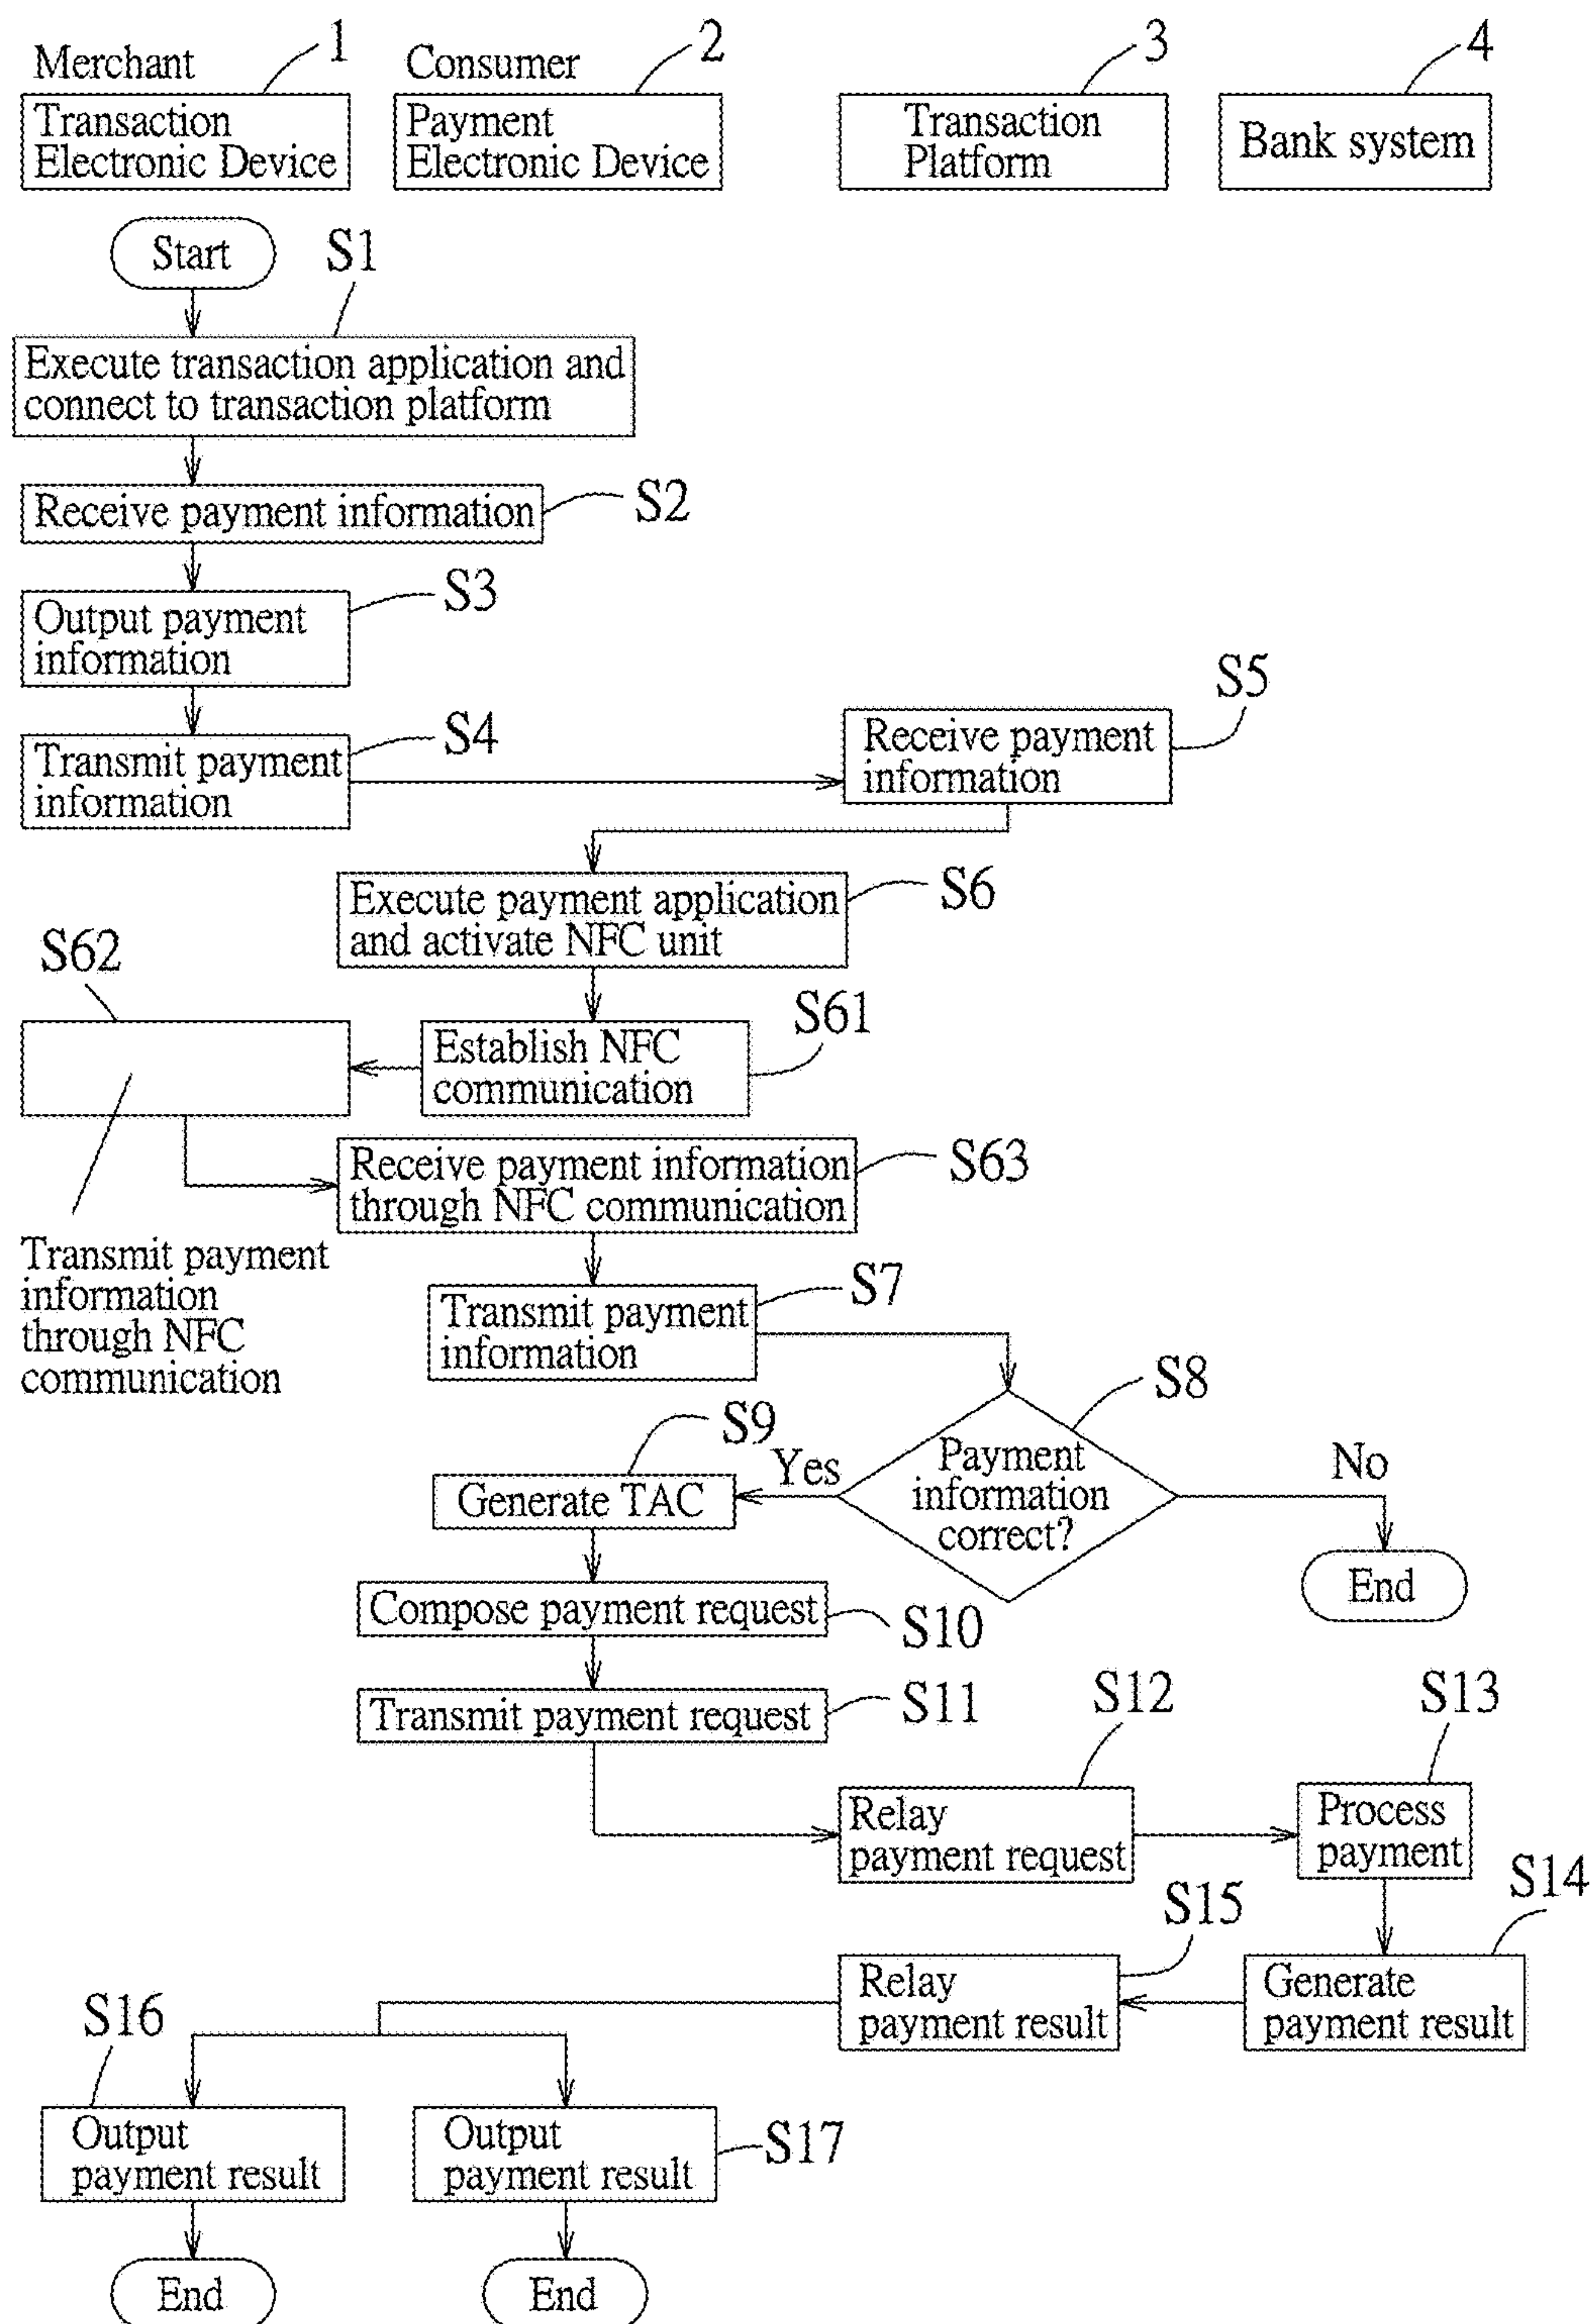 1
2
3
4
Merchant
Consumer
Transaction
Electronic Device
Payment
Electronic Device
Transaction
Platform
Bank system
Start
S1
Execute transaction application and
connect to transaction platform
Receive payment information
S2
Output payment
information
S3
Transmit payment
information
S4
Receive payment
information
S5
Execute payment application
and activate NFC unit
S6
S62
Establish NFC
communication
S61
Receive payment information
through NFC communication
S63
Transmit payment
information
through NFC
communication
Transmit payment
information
S7
Payment
information
correct?
S8
Yes
No
End
S9
Generate TAC
Compose payment request
S10
Transmit payment request
S11
S12
Relay
payment request
S13
Process
payment
S14
Generate
payment result
S15
Relay
payment result
S16
Output
payment result
Output
payment result
S17
End
End